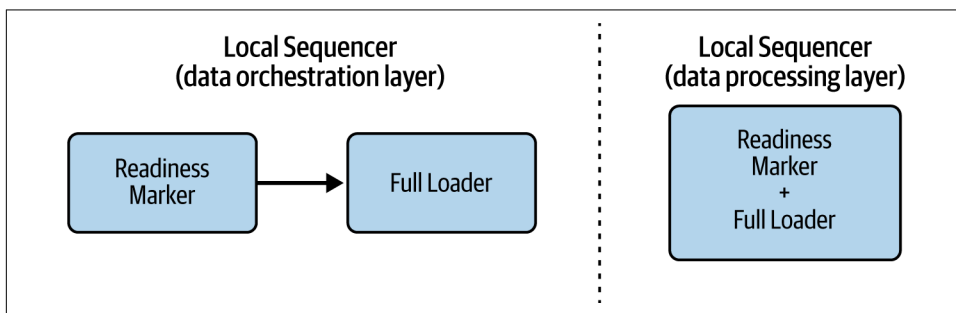 Local Sequencer
(data orchestration layer)
Readiness
Marker
Full Loader
Local Sequencer
(data processing layer)
Readiness
Marker
+
Full Loader